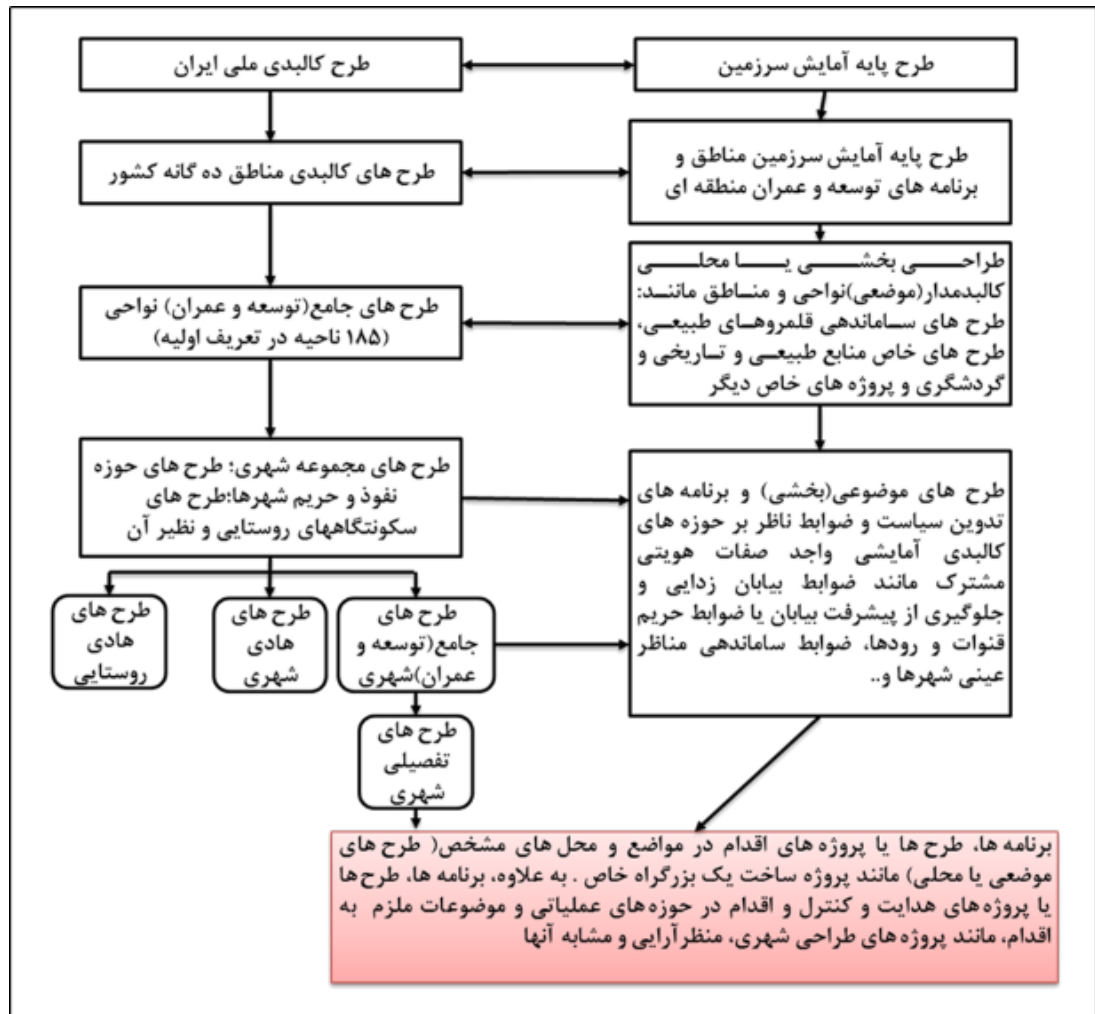 طرح پایه آمایش سرزمین
طرح کالبدی ملی ایران
طرح پایه آمایش سرزمین مناطق و
برنامه های توسعه و عمران منطقه ای
طرح های کالبدی مناطق ده گانه کشور
طراحی بخشی یا محلی
کالبدمدار(موضعی)نواحی و مناطق مانند:
طرح های ساماندهی قلمروهای طبیعی،
طرح های خاص منابع طبیعی و تاریخی و
گردشگری و پروژه های خاص دیگر
طرح های جامع(توسعه و عمران) نواحی
(۱۸۵ ناحیه در تعریف اولیه)
طرح های موضوعی(بخشی) و برنامه های
تدوین سیاست و ضوابط ناظر بر حوزه های
کالبدی آمایشی واجد صفات هویتی
مشترک مانند ضوابط بیابان زدایی و
جلوگیری از پیشرفت بیابان یا ضوابط حریم
قنوات و رودها، ضوابط ساماندهی مناظر
عینی شهرها و..
طرح های مجموعه شهری؛ طرح های حوزه
نفوذ و حریم شهرها؛طرح های
سکونتگاههای روستایی و نظیر آن
طرح های
جامع(توسعه و
عمران)شهری
طرح های
هادی
شهری
طرح های
هادی
روستایی
طرح های
تفصیلی
شهری
برنامه ها، طرح ها یا پروژه های اقدام در مواضع و محل های مشخص( طرح های
موضعی یا محلی) مانند پروژه ساخت یک بزرگراه خاص . به علاوه، برنامه ها، طرح ها
یا پروژه های هدایت و کنترل و اقدام در حوزه های عملیاتی و موضوعات ملزم به
اقدام، مانند پروژه های طراحی شهری، منظرآرایی و مشابه آنها